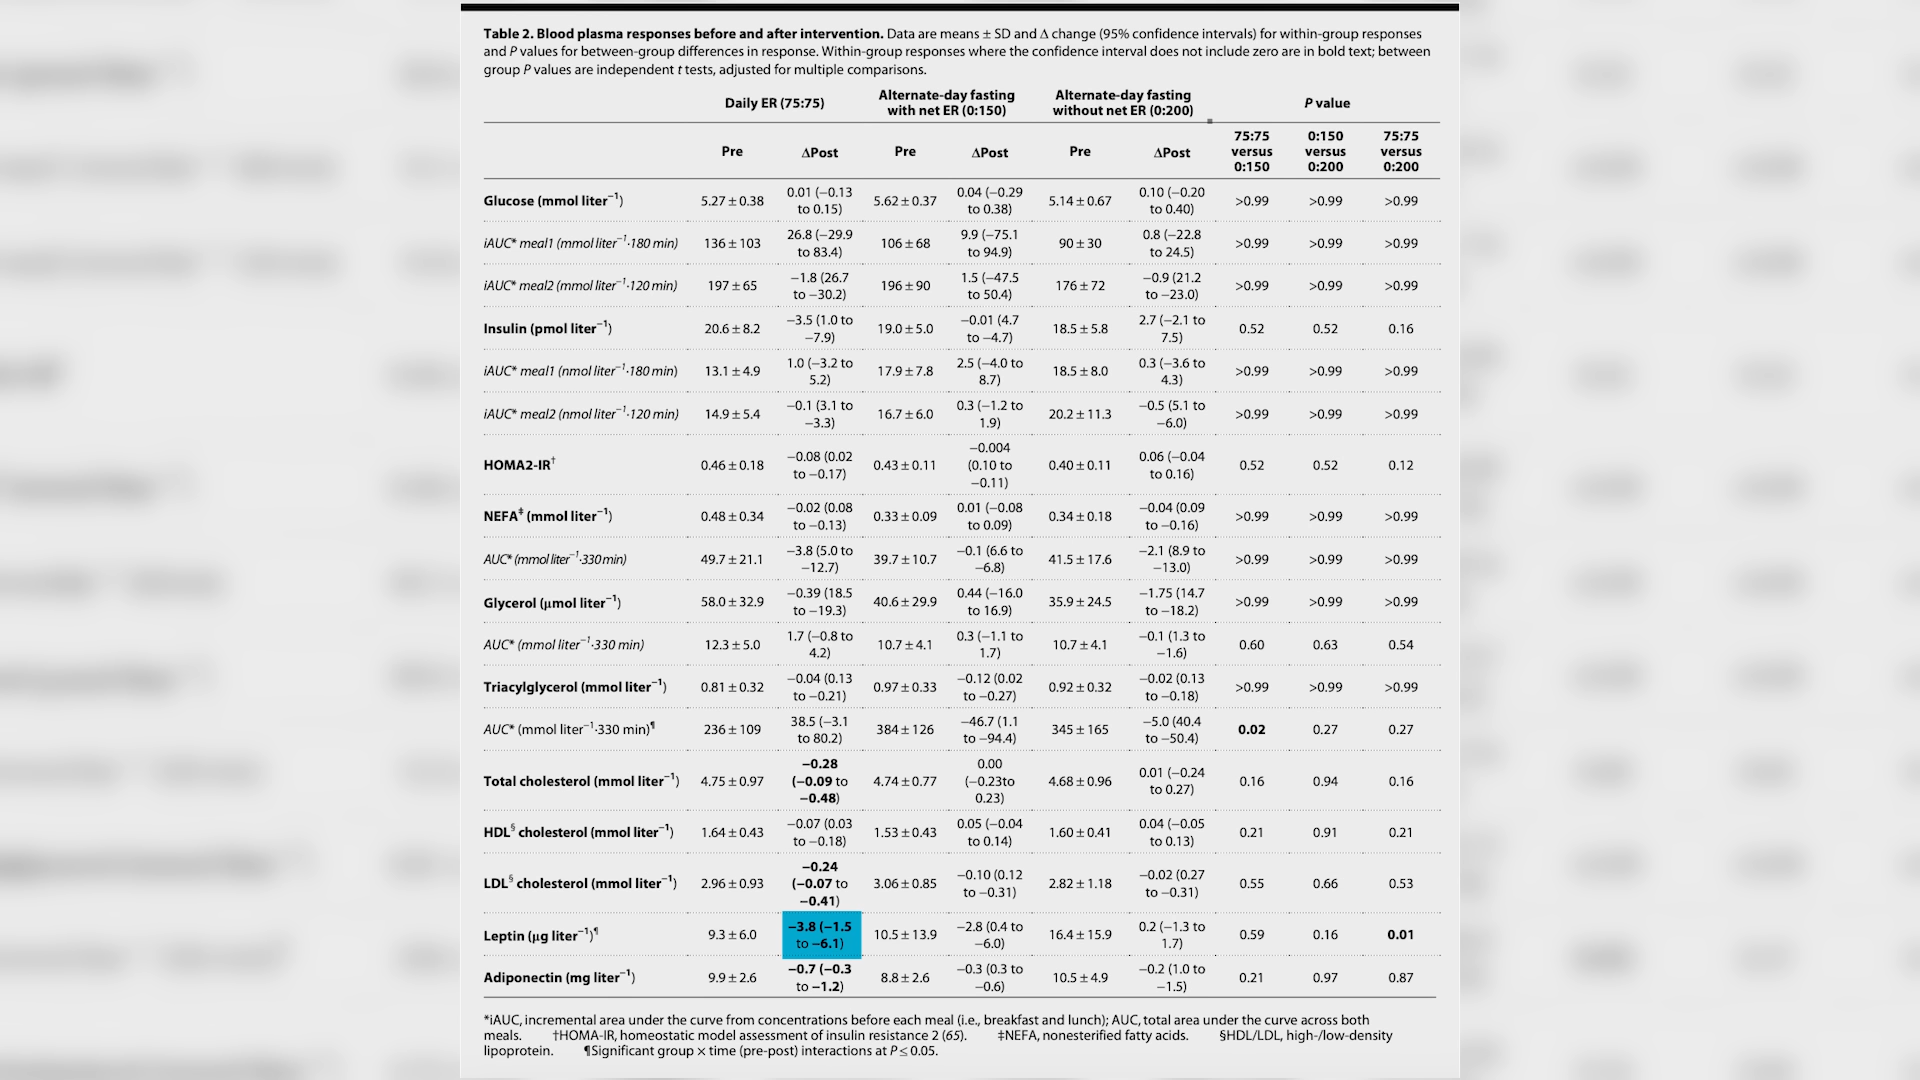 Table 2. Blood plasma responses before and after intervention. Data are means ± SD and Δ change (95% confidence intervals) for within-group responses
and P values for between-group differences in response. Within-group responses where the confidence interval does not include zero are in bold text; between
group P values are independent t tests, adjusted for multiple comparisons.
Daily ER (75:75) Alternate-day fasting with net ER (0:150) Alternate-day fasting without net ER (0:200) P value
Pre ΔPost Pre ΔPost Pre ΔPost 75:75 versus 0:150 0:150 versus 0:200 75:75 versus 0:200
Glucose (mmol liter⁻¹) 5.27 ± 0.38 0.01 (−0.13 to 0.15) 5.62 ± 0.37 0.04 (−0.29 to 0.38) 5.14 ± 0.67 0.10 (−0.20 to 0.40) >0.99 >0.99 >0.99
iAUC* meal1 (mmol liter⁻¹·180 min) 136 ± 103 26.8 (−29.9 to 83.4) 106 ± 68 9.9 (−75.1 to 94.9) 90 ± 30 0.8 (−22.8 to 24.5) >0.99 >0.99 >0.99
iAUC* meal2 (mmol liter⁻¹·120 min) 197 ± 65 −1.8 (26.7 to −30.2) 196 ± 90 1.5 (−47.5 to 50.4) 176 ± 72 −0.9 (21.2 to −23.0) >0.99 >0.99 >0.99
Insulin (pmol liter⁻¹) 20.6 ± 8.2 −3.5 (1.0 to −7.9) 19.0 ± 5.0 −0.01 (4.7 to −4.7) 18.5 ± 5.8 2.7 (−2.1 to 7.5) 0.52 0.52 0.16
iAUC* meal1 (nmol liter⁻¹·180 min) 13.1 ± 4.9 1.0 (−3.2 to 5.2) 17.9 ± 7.8 2.5 (−4.0 to 8.7) 18.5 ± 8.0 0.3 (−3.6 to 4.3) >0.99 >0.99 >0.99
iAUC* meal2 (nmol liter⁻¹·120 min) 14.9 ± 5.4 −0.1 (3.1 to −3.3) 16.7 ± 6.0 0.3 (−1.2 to 1.9) 20.2 ± 11.3 −0.5 (5.1 to −6.0) >0.99 >0.99 >0.99
HOMA2-IR† 0.46 ± 0.18 −0.08 (0.02 to −0.17) 0.43 ± 0.11 −0.004 (0.10 to −0.11) 0.40 ± 0.11 0.06 (−0.04 to 0.16) 0.52 0.52 0.12
NEFA‡ (mmol liter⁻¹) 0.48 ± 0.34 −0.02 (0.08 to −0.13) 0.33 ± 0.09 0.01 (−0.08 to 0.09) 0.34 ± 0.18 −0.04 (0.09 to −0.16) >0.99 >0.99 >0.99
AUC* (mmol liter⁻¹·330 min) 49.7 ± 21.1 −3.8 (5.0 to −12.7) 39.7 ± 10.7 −0.1 (6.6 to −6.8) 41.5 ± 17.6 −2.1 (8.9 to −13.0) >0.99 >0.99 >0.99
Glycerol (μmol liter⁻¹) 58.0 ± 32.9 −0.39 (18.5 to −19.3) 40.6 ± 29.9 0.44 (−16.0 to 16.9) 35.9 ± 24.5 −1.75 (14.7 to −18.2) >0.99 >0.99 >0.99
AUC* (mmol liter⁻¹·330 min) 12.3 ± 5.0 1.7 (−0.8 to 4.2) 10.7 ± 4.1 0.3 (−1.1 to 1.7) 10.7 ± 4.1 −0.1 (1.3 to −1.6) 0.60 0.63 0.54
Triacylglycerol (mmol liter⁻¹) 0.81 ± 0.32 −0.04 (0.13 to −0.21) 0.97 ± 0.33 −0.12 (0.02 to −0.27) 0.92 ± 0.32 −0.02 (0.13 to −0.18) >0.99 >0.99 >0.99
AUC* (mmol liter⁻¹·330 min)¶ 236 ± 109 38.5 (−3.1 to 80.2) 384 ± 126 −46.7 (1.1 to −94.4) 345 ± 165 −5.0 (40.4 to −50.4) 0.02 0.27 0.27
Total cholesterol (mmol liter⁻¹) 4.75 ± 0.97 −0.28 (−0.09 to −0.48) 4.74 ± 0.77 0.00 (−0.23to 0.23) 4.68 ± 0.96 0.01 (−0.24 to 0.27) 0.16 0.94 0.16
HDL§ cholesterol (mmol liter⁻¹) 1.64 ± 0.43 −0.07 (0.03 to −0.18) 1.53 ± 0.43 0.05 (−0.04 to 0.14) 1.60 ± 0.41 0.04 (−0.05 to 0.13) 0.21 0.91 0.21
LDL§ cholesterol (mmol liter⁻¹) 2.96 ± 0.93 −0.24 (−0.07 to −0.41) 3.06 ± 0.85 −0.10 (0.12 to −0.31) 2.82 ± 1.18 −0.02 (0.27 to −0.31) 0.55 0.66 0.53
Leptin (μg liter⁻¹)¶ 9.3 ± 6.0 −3.8 (−1.5 to −6.1) 10.5 ± 13.9 −2.8 (0.4 to −6.0) 16.4 ± 15.9 0.2 (−1.3 to 1.7) 0.59 0.16 0.01
Adiponectin (mg liter⁻¹) 9.9 ± 2.6 −0.7 (−0.3 to −1.2) 8.8 ± 2.6 −0.3 (0.3 to −0.6) 10.5 ± 4.9 −0.2 (1.0 to −1.5) 0.21 0.97 0.87
*iAUC, incremental area under the curve from concentrations before each meal (i.e., breakfast and lunch); AUC, total area under the curve across both
meals. †HOMA-IR, homeostatic model assessment of insulin resistance 2 (65). ‡NEFA, nonesterified fatty acids. §HDL/LDL, high-/low-density
lipoprotein. ¶Significant group × time (pre-post) interactions at P ≤ 0.05.